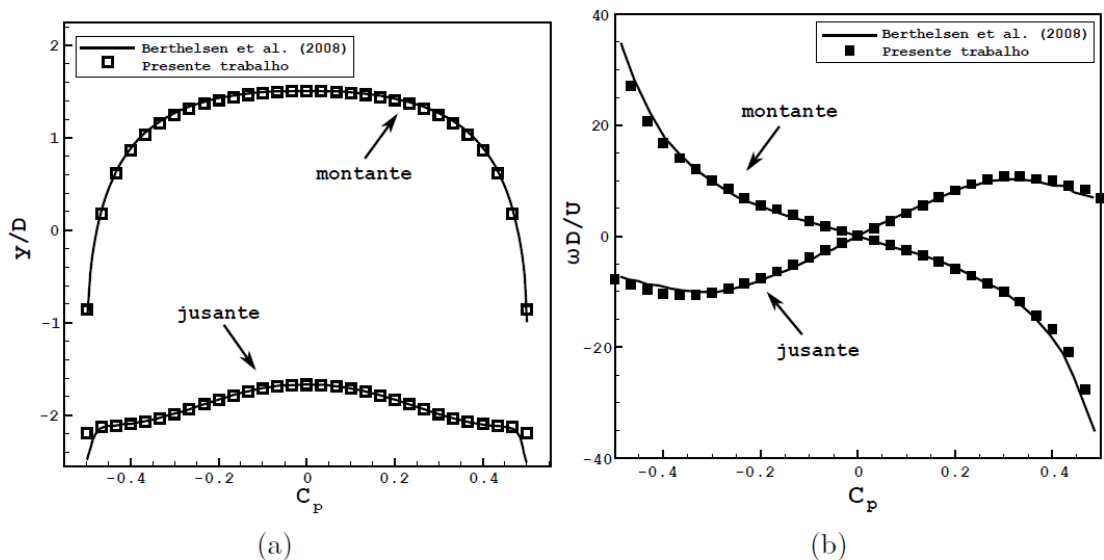 Berthelsen et al. (2008)
Presente trabalho
montante
jusante
y/D
2
1
0
-1
-2
-0.4
-0.2
0
0.2
0.4
Cp
(a)
Berthelsen et al. (2008)
Presente trabalho
montante
jusante
ωD/U
40
20
0
-20
-40
-0.4
-0.2
0
0.2
0.4
Cp
(b)